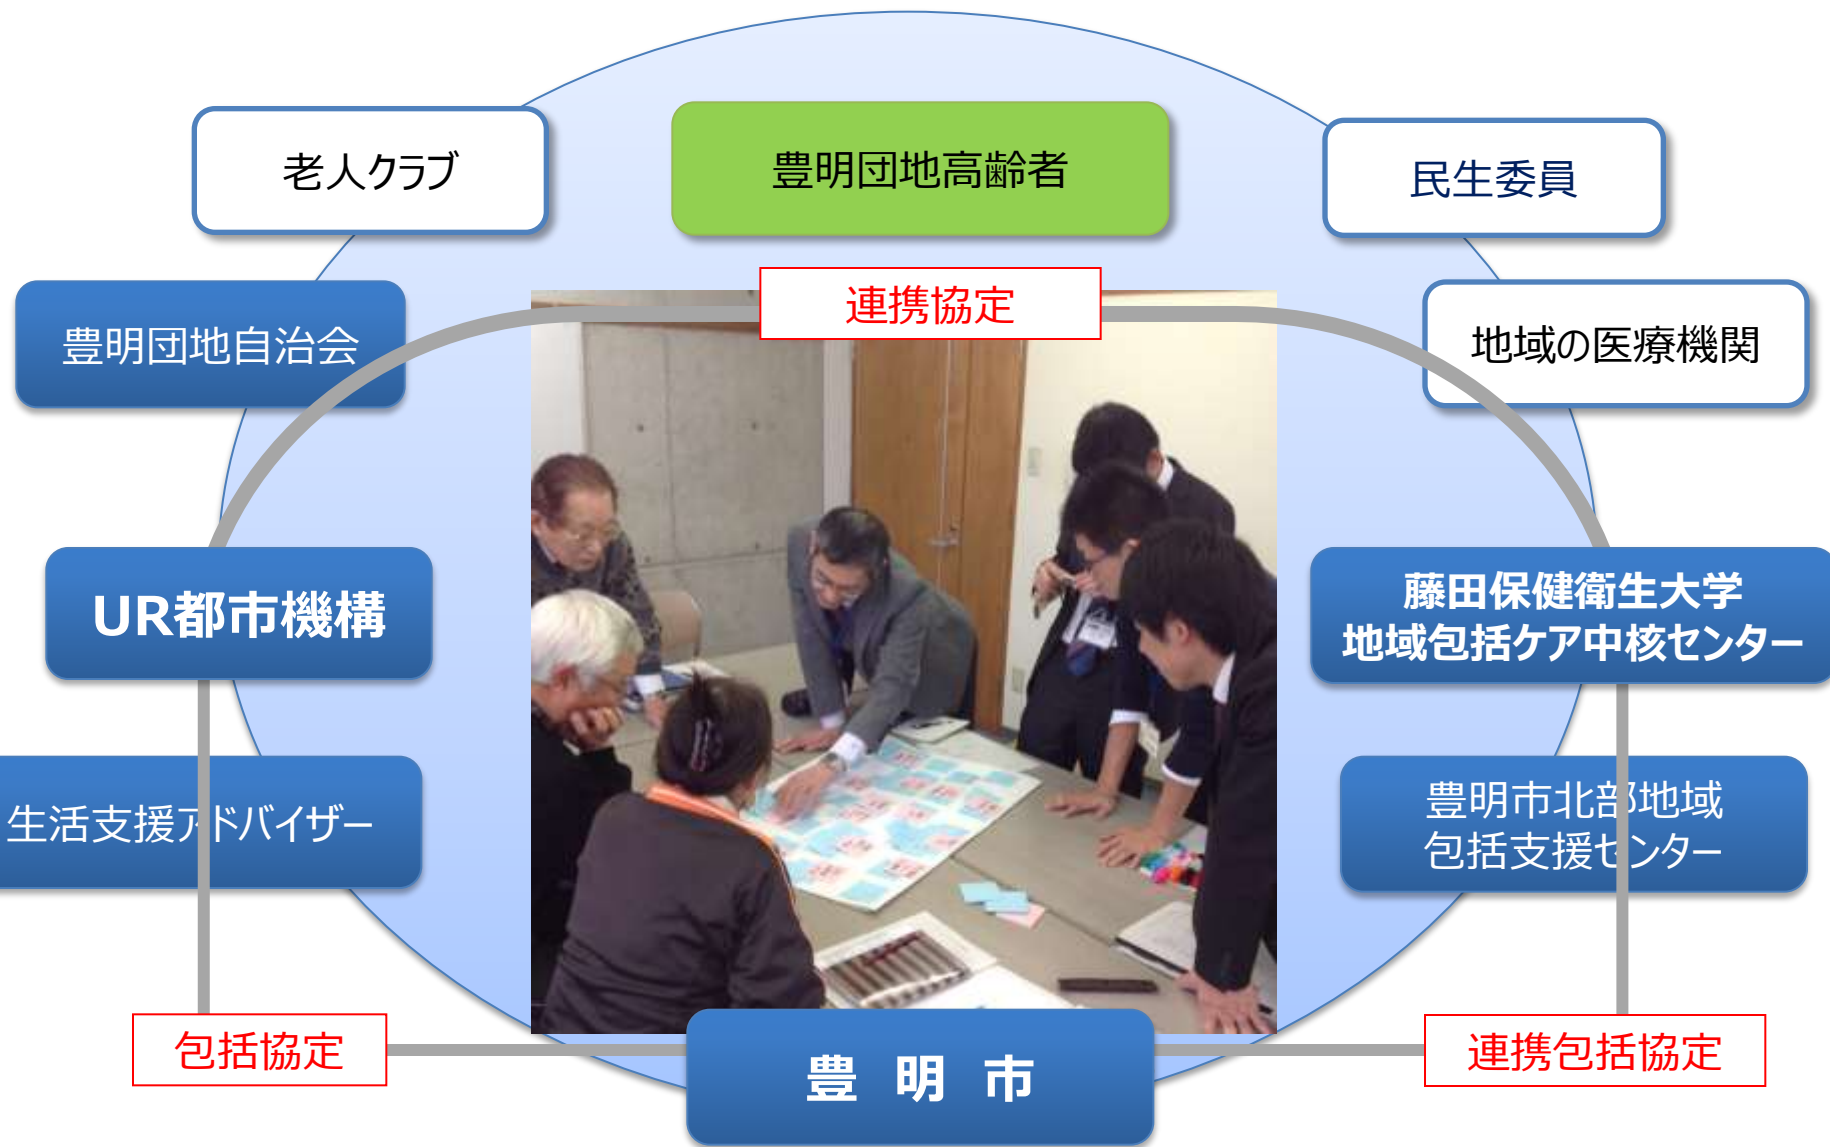 老人クラブ
豊明団地高齢者
民生委員
連携協定
豊明団地自治会
地域の医療機関
UR都市機構
藤田保健衛生大学
地域包括ケア中核センター
生活支援アドバイザー
豊明市北部地域
包括支援センター
包括協定
豊 明 市
連携包括協定